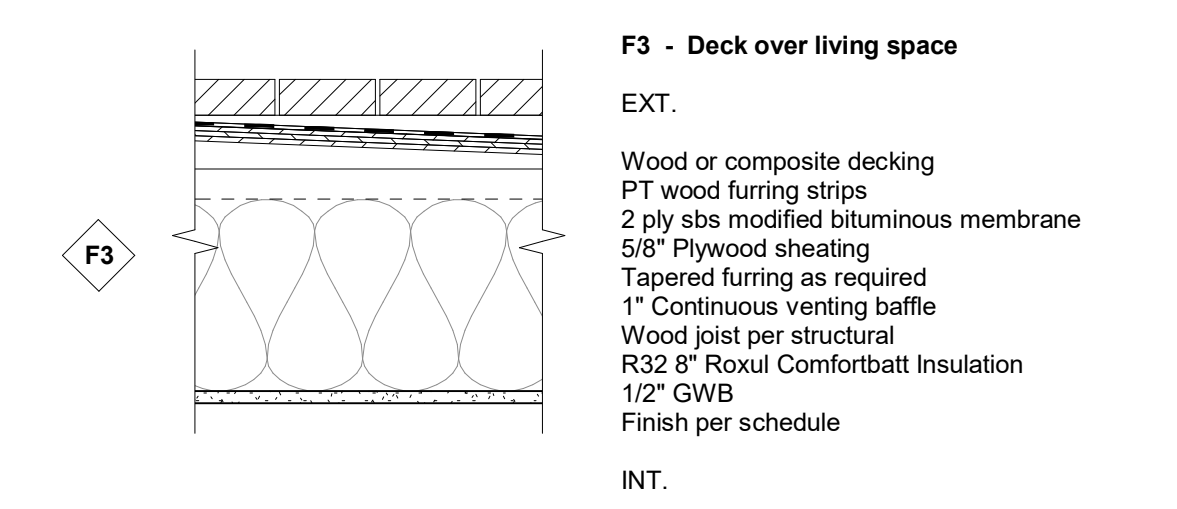 F3 - Deck over living space
EXT.
Wood or composite decking
PT wood furring strips
2 ply sbs modified bituminous membrane
5/8" Plywood sheating
Tapered furring as required
1" Continuous venting baffle
Wood joist per structural
R32 8" Roxul Comfortbatt Insulation
1/2" GWB
Finish per schedule
INT.
F3